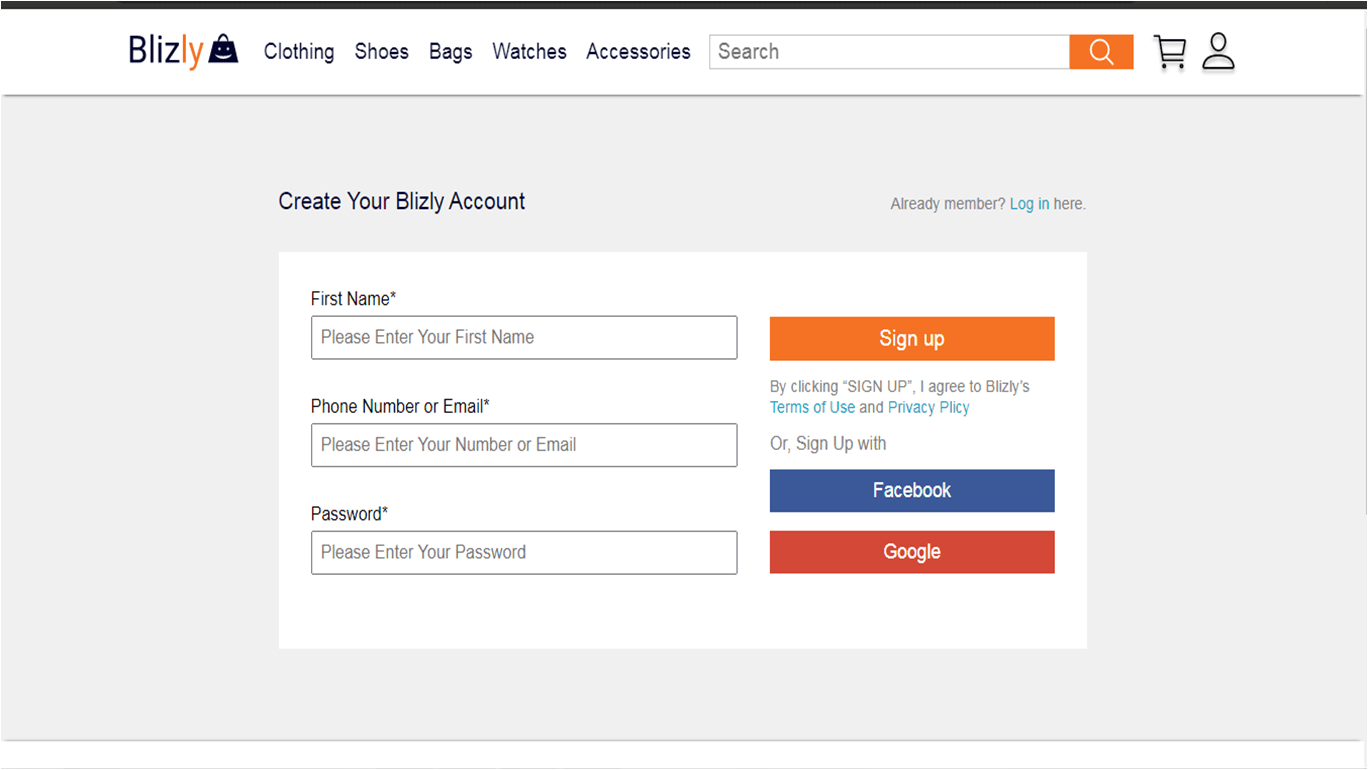 Blizly Clothing Shoes Bags Watches Accessories Search
Create Your Blizly Account
Already member? Log in here.
First Name*
Please Enter Your First Name
Phone Number or Email*
Please Enter Your Number or Email
Password*
Please Enter Your Password
Sign up
By clicking “SIGN UP”, I agree to Blizly’s
Terms of Use and Privacy Plicy
Or, Sign Up with
Facebook
Google